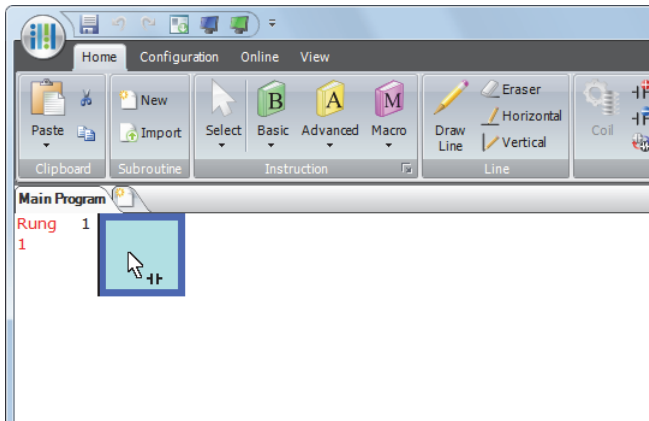 Home Configuration Online View
Paste
New
Import
Select Basic Advanced Macro
B A M
Draw Line
Eraser
Horizontal
Vertical
Coil
Clipboard Subroutine Instruction Line
Main Program
Rung 1
1